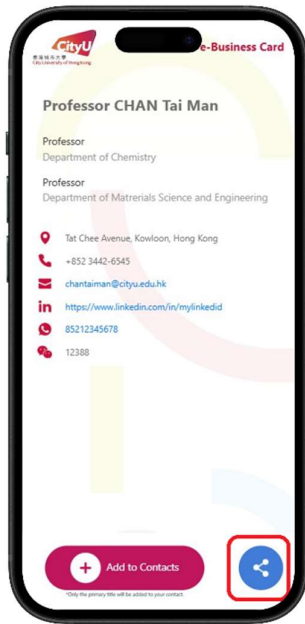 CityU
香港城市大學
City University of Hong Kong
e-Business Card
Professor CHAN Tai Man
Professor
Department of Chemistry
Professor
Department of Matrerials Science and Engineering
Tat Chee Avenue, Kowloon, Hong Kong
+852 3442-6545
chantaiman@cityu.edu.hk
in https://www.linkedin.com/in/mylinkedid
85212345678
12388
Add to Contacts
*Only the primary title will be added to your contact